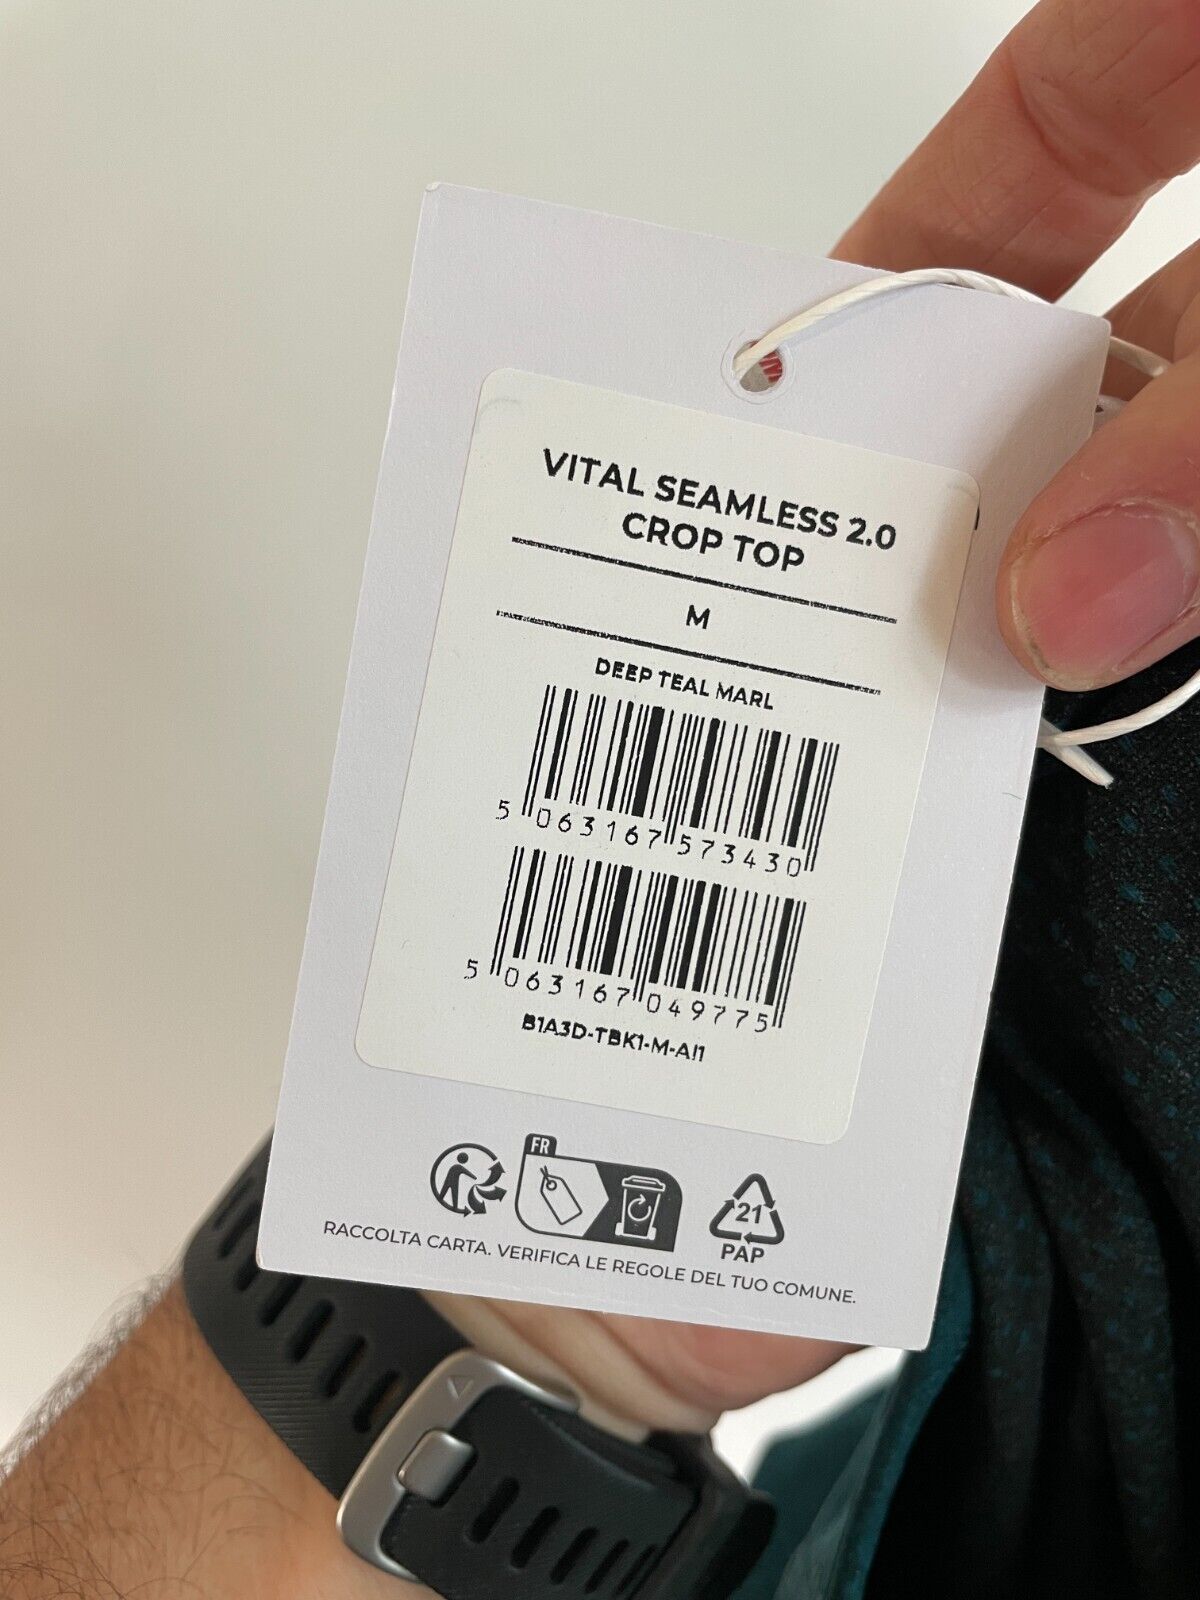 VITAL SEAMLESS 2.0
CROP TOP
M
DEEP TEAL MARL
5 063167 573430
5 063167 049775
B1A3D-TBK1-M-AI1
FR
21
PAP
RACCOLTA CARTA. VERIFICA LE REGOLE DEL TUO COMUNE.